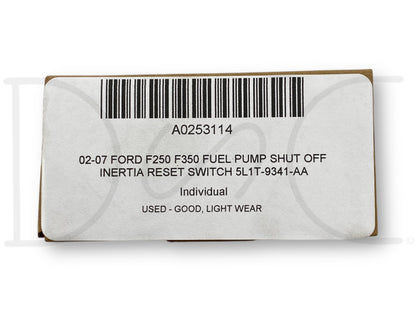 A0253114
02-07 FORD F250 F350 FUEL PUMP SHUT OFF
INERTIA RESET SWITCH 5L1T-9341-AA
Individual
USED - GOOD, LIGHT WEAR